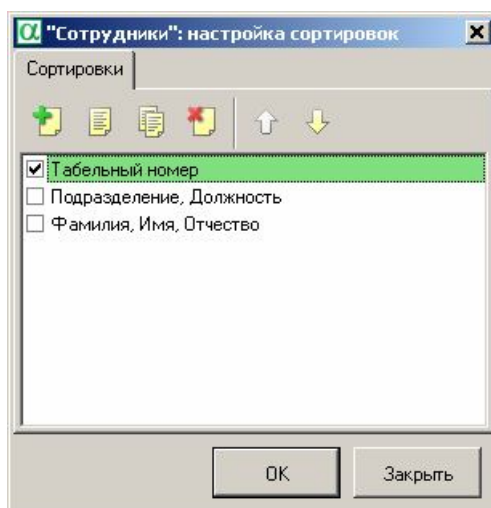 "Сотрудники": настройка сортировок
Сортировки
Табельный номер
Подразделение, Должность
Фамилия, Имя, Отчество
OK
Закрыть